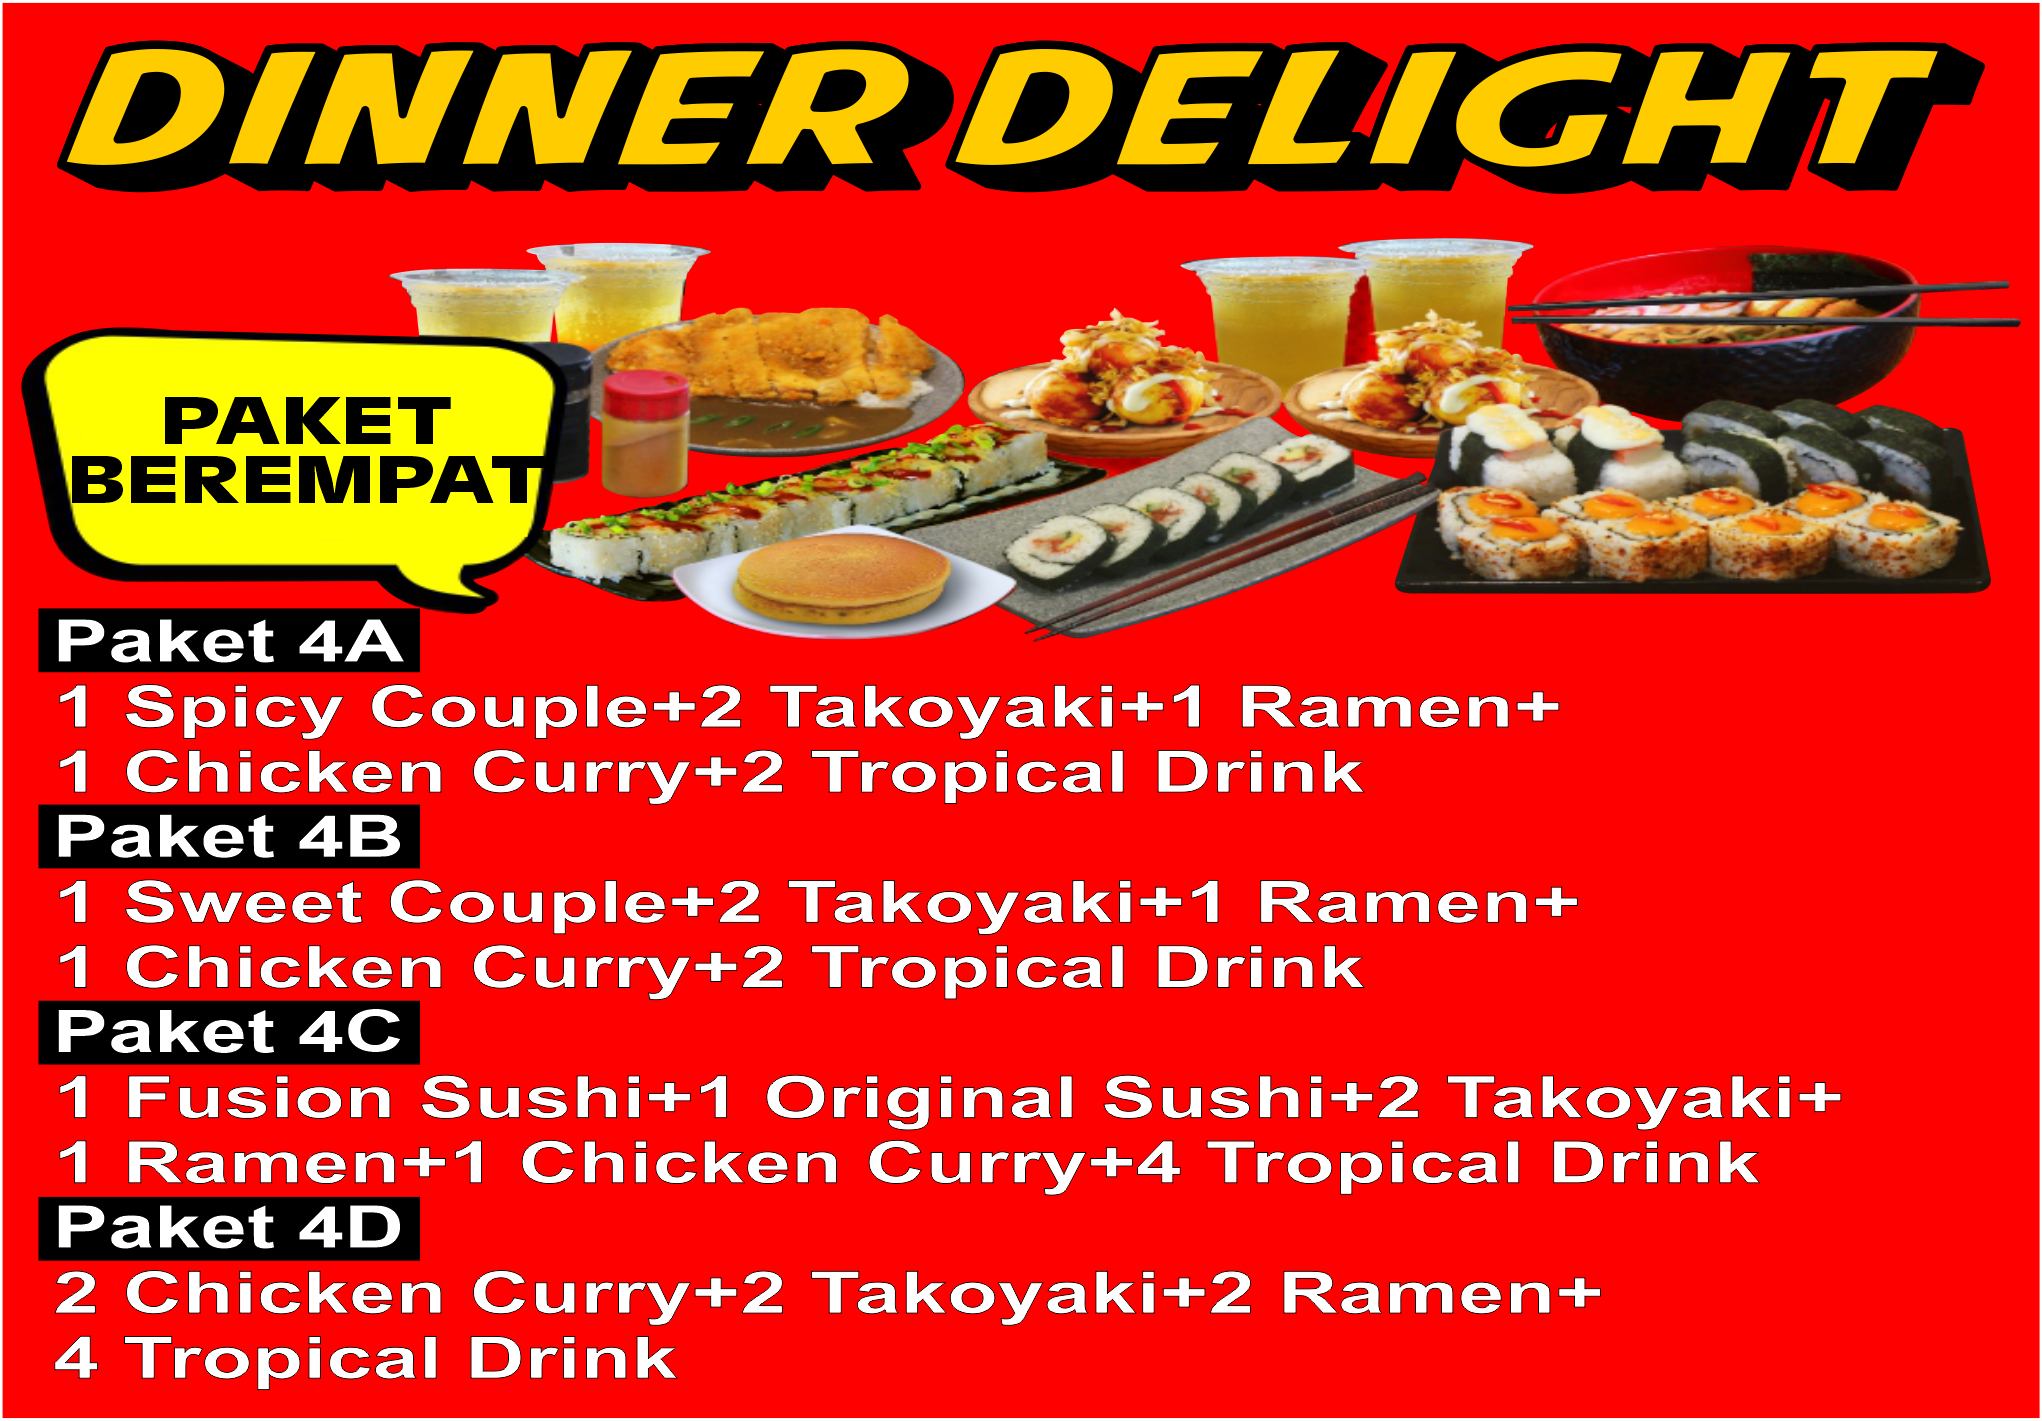 DINNER DELIGHT
PAKET
BEREMPAT
Paket 4A
1 Spicy Couple+2 Takoyaki+1 Ramen+
1 Chicken Curry+2 Tropical Drink
Paket 4B
1 Sweet Couple+2 Takoyaki+1 Ramen+
1 Chicken Curry+2 Tropical Drink
Paket 4C
1 Fusion Sushi+1 Original Sushi+2 Takoyaki+
1 Ramen+1 Chicken Curry+4 Tropical Drink
Paket 4D
2 Chicken Curry+2 Takoyaki+2 Ramen+
4 Tropical Drink